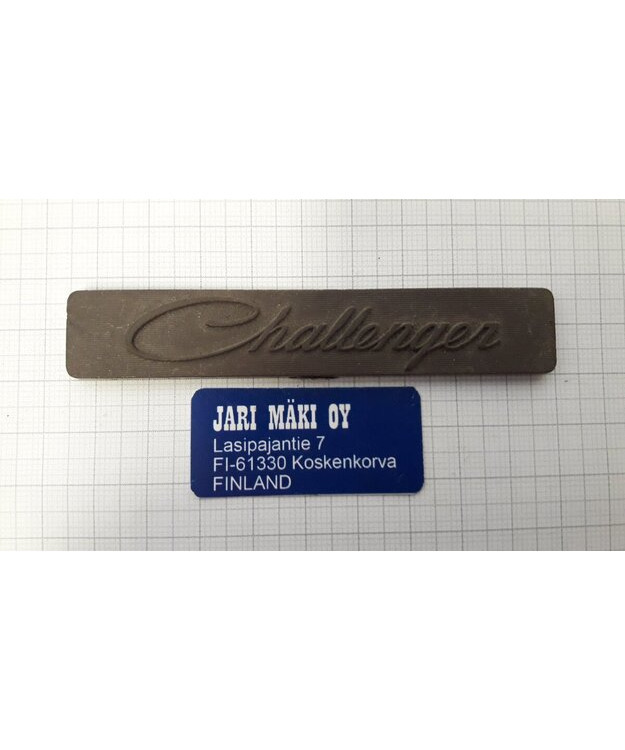 Challenger
JARI MÄKI OY
Lasipajantie 7
FI-61330 Koskenkorva
FINLAND